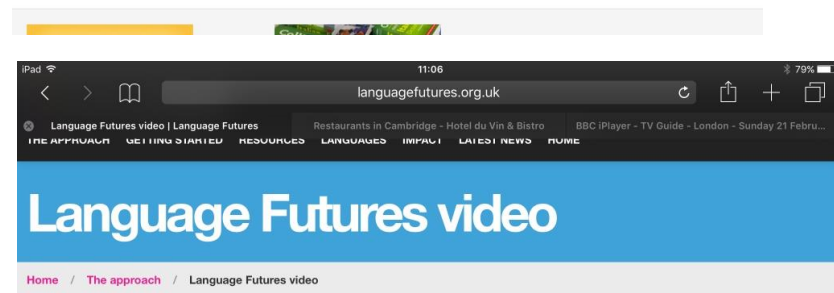 iPad 11:06 79%
languagefutures.org.uk
Language Futures video | Language Futures Restaurants in Cambridge - Hotel du Vin & Bistro BBC iPlayer - TV Guide - London - Sunday 21 Febru...
THE APPROACH GETTING STARTED RESOURCES LANGUAGES IMPACT LATEST NEWS HOME
Language Futures video
Home / The approach / Language Futures video